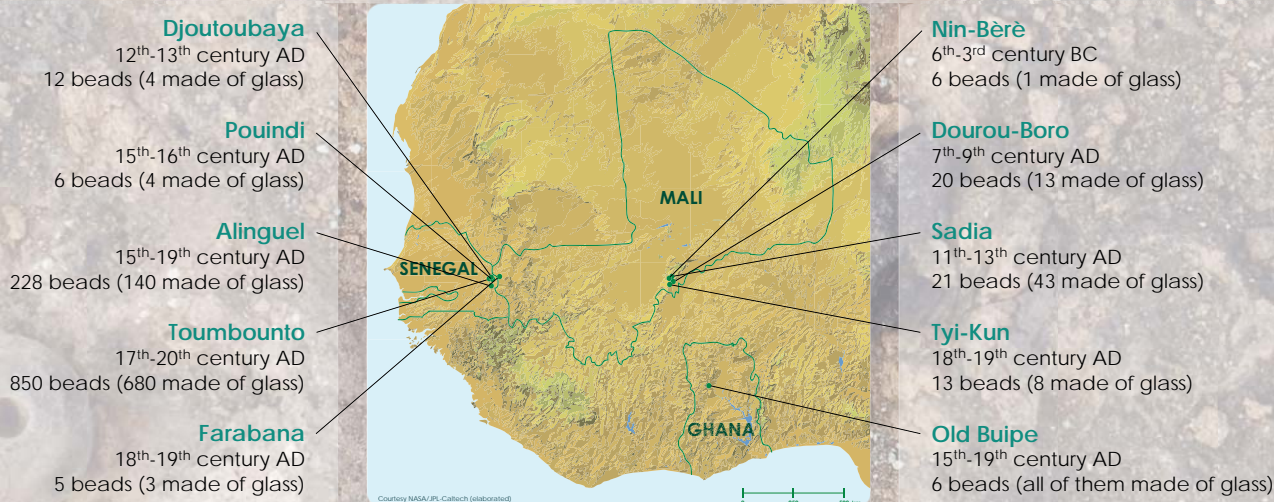 Djoutoubaya
12th-13th century AD
12 beads (4 made of glass)
Pouindi
15th-16th century AD
6 beads (4 made of glass)
Alinguel
15th-19th century AD
228 beads (140 made of glass)
Toumbounto
17th-20th century AD
850 beads (680 made of glass)
Farabana
18th-19th century AD
5 beads (3 made of glass)
MALI
SENEGAL
GHANA
Courtesy NASA/JPL-Caltech (elaborated)
Nin-Bèrè
6th-3rd century BC
6 beads (1 made of glass)
Dourou-Boro
7th-9th century AD
20 beads (13 made of glass)
Sadia
11th-13th century AD
21 beads (43 made of glass)
Tyi-Kun
18th-19th century AD
13 beads (8 made of glass)
Old Buipe
15th-19th century AD
6 beads (all of them made of glass)